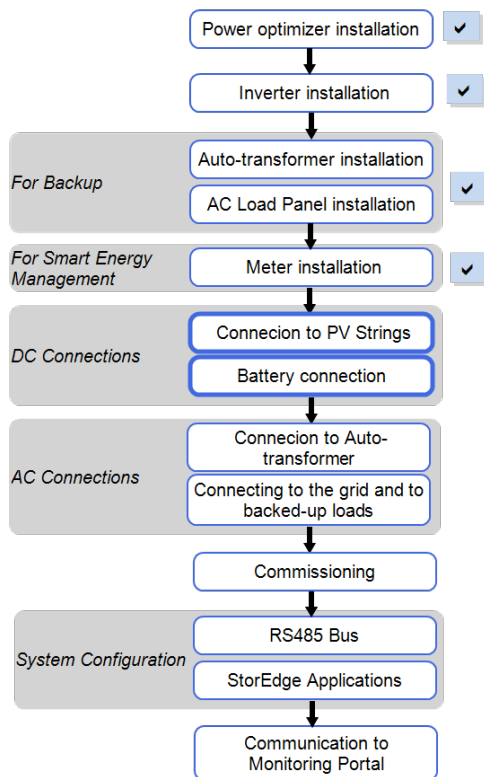 Power optimizer installation
Inverter installation
For Backup
Auto-transformer installation
AC Load Panel installation
For Smart Energy
Management
Meter installation
DC Connections
Connecion to PV Strings
Battery connection
AC Connections
Connecion to Auto-
transformer
Connecting to the grid and to
backed-up loads
Commissioning
System Configuration
RS485 Bus
StorEdge Applications
Communication to
Monitoring Portal